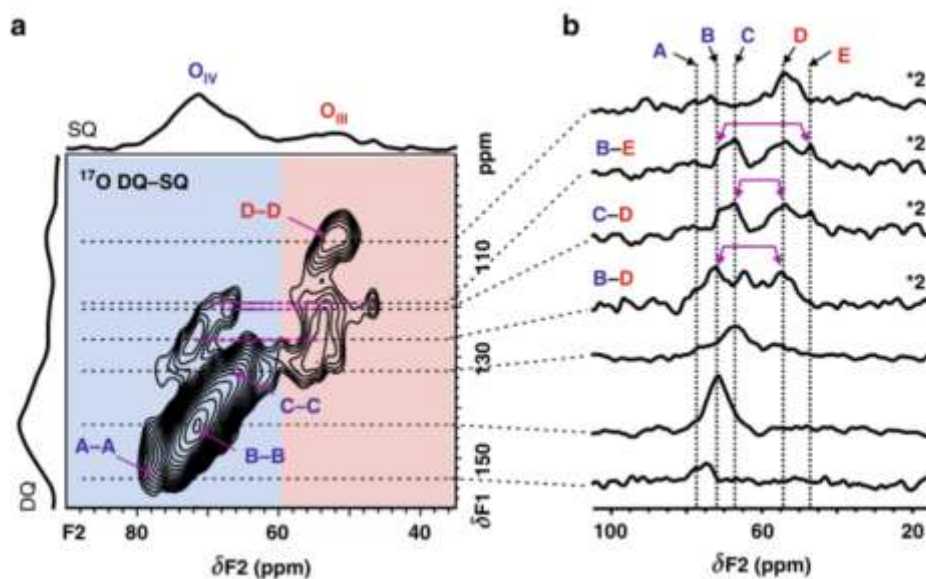 a
O_IV
O_III
SQ
ppm
17O DQ–SQ
D–D
110
130
C–C
A–A
B–B
150
DQ
δF1
F2 80 60 40
δF2 (ppm)
b
A B C D E
*2
B–E *2
C–D *2
B–D *2
100 60 20
δF2 (ppm)